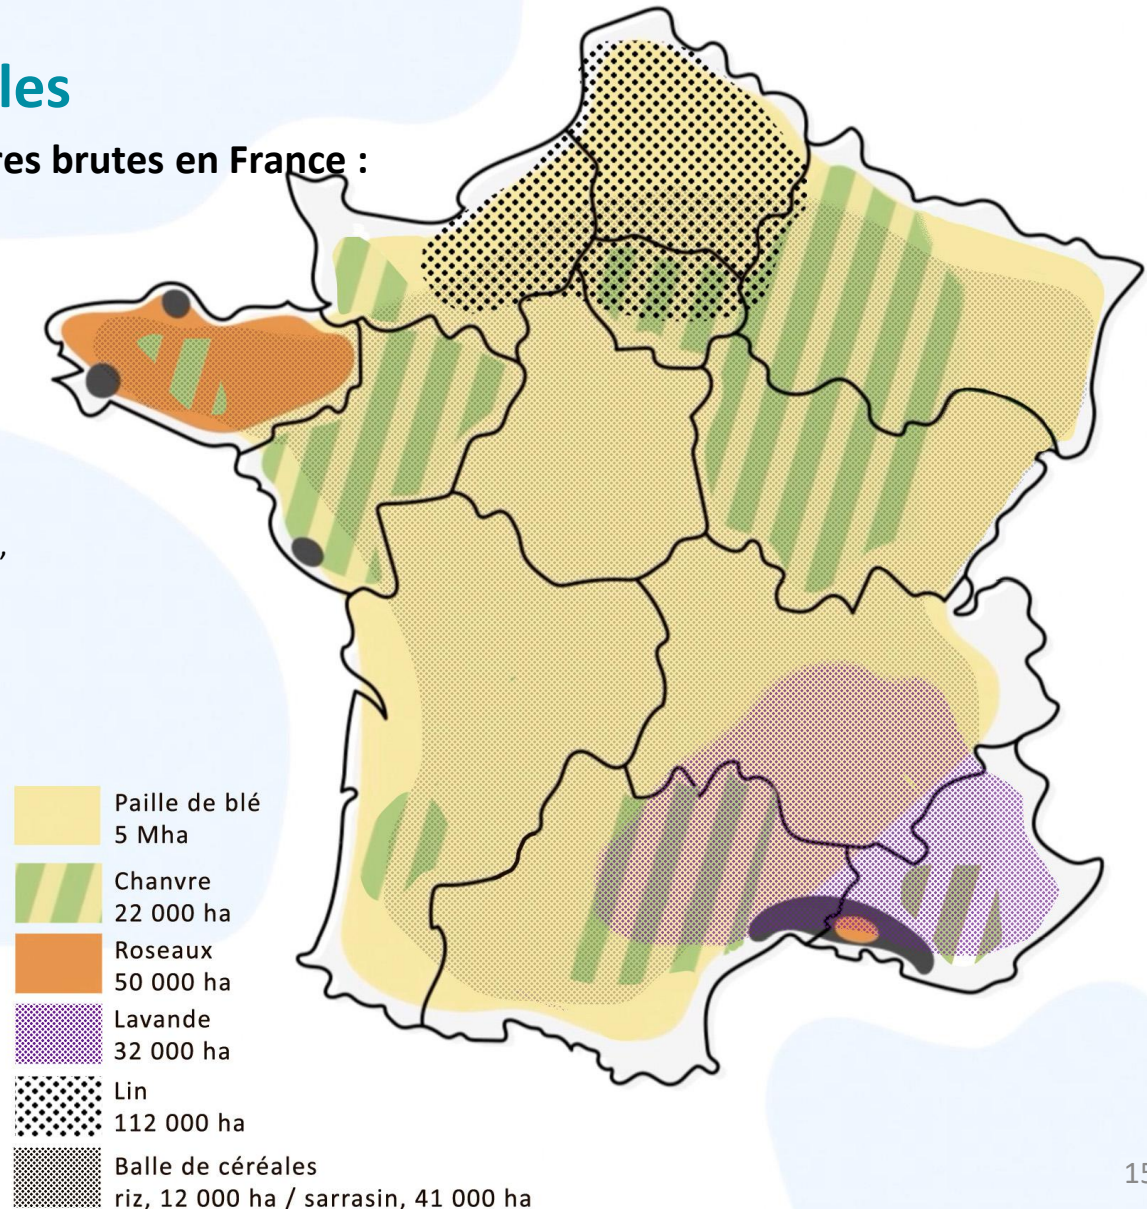 les
res brutes en France :
,
Paille de blé
5 Mha
Chanvre
22 000 ha
Roseaux
50 000 ha
Lavande
32 000 ha
Lin
112 000 ha
Balle de céréales
riz, 12 000 ha / sarrasin, 41 000 ha
15